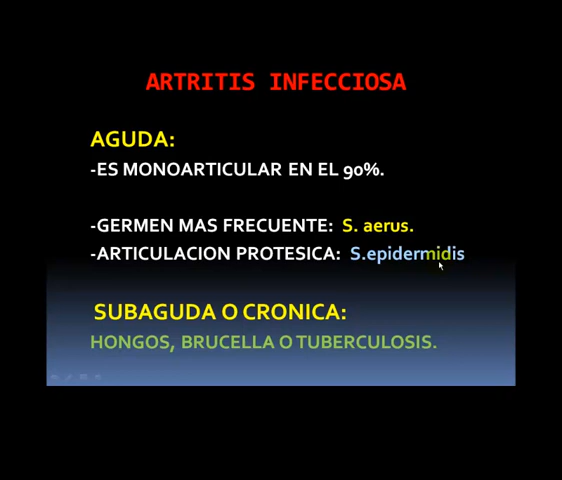 ARTRITIS INFECCIOSA
AGUDA:
-ES MONOARTICULAR EN EL 90%.
-GERMEN MAS FRECUENTE: S. aerus.
-ARTICULACION PROTESICA: S.epidermidis
SUBAGUDA O CRONICA:
HONGOS, BRUCELLA O TUBERCULOSIS.